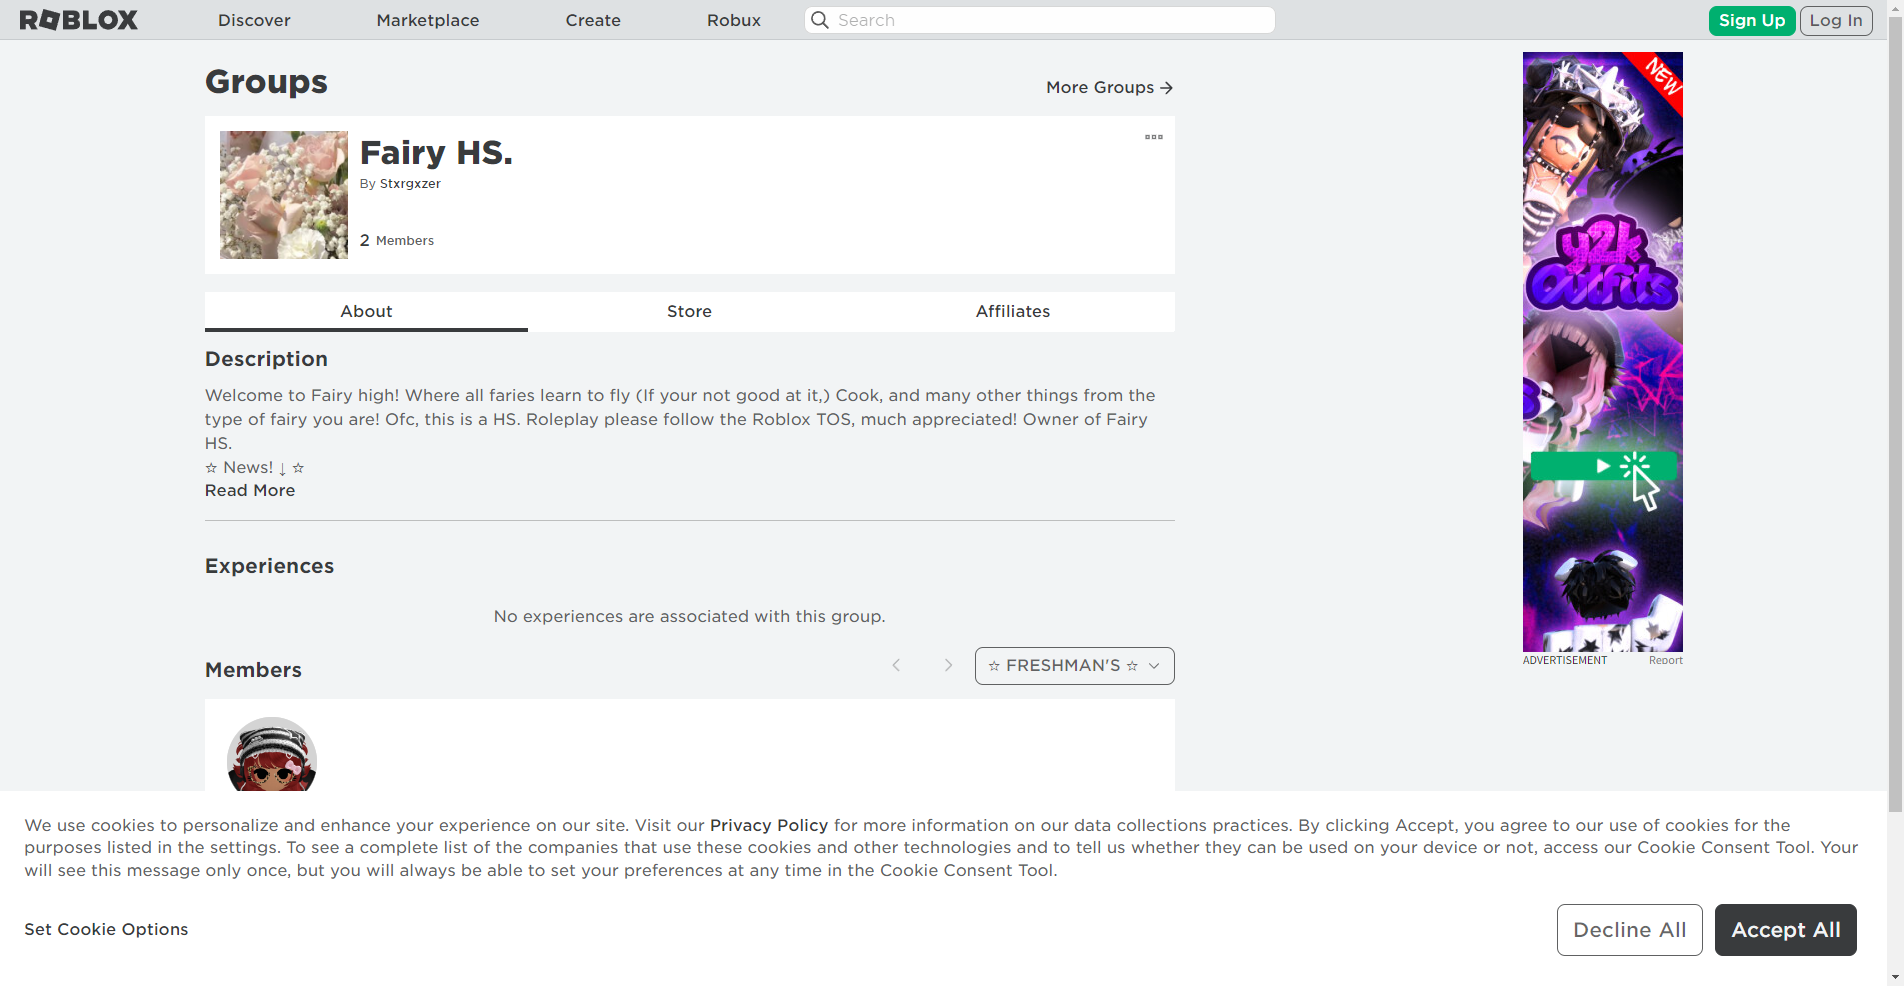 ROBLOX
Discover
Marketplace
Create
Robux
Search
Sign Up
Log In
Groups
More Groups →
Fairy HS.
By Stxrgxzer
2 Members
About
Store
Affiliates
Description
Welcome to Fairy high! Where all faries learn to fly (If your not good at it,) Cook, and many other things from the
type of fairy you are! Ofc, this is a HS. Roleplay please follow the Roblox TOS, much appreciated! Owner of Fairy
HS.
☆ News! ↓ ☆
Read More
Experiences
No experiences are associated with this group.
Members
☆ FRESHMAN'S ☆
NEW
y2k
Outfits
ADVERTISEMENT
Report
We use cookies to personalize and enhance your experience on our site. Visit our Privacy Policy for more information on our data collections practices. By clicking Accept, you agree to our use of cookies for the
purposes listed in the settings. To see a complete list of the companies that use these cookies and other technologies and to tell us whether they can be used on your device or not, access our Cookie Consent Tool. Your
will see this message only once, but you will always be able to set your preferences at any time in the Cookie Consent Tool.
Set Cookie Options
Decline All
Accept All